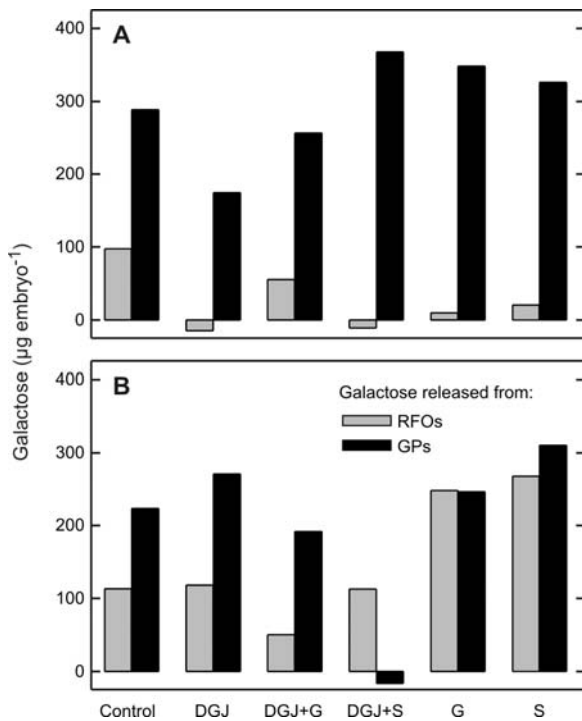 A
400
300
200
100
0
Galactose (µg embryo⁻¹)
B
400
300
200
100
0
Galactose released from:
RFOs
GPs
Control DGJ DGJ+G DGJ+S G S